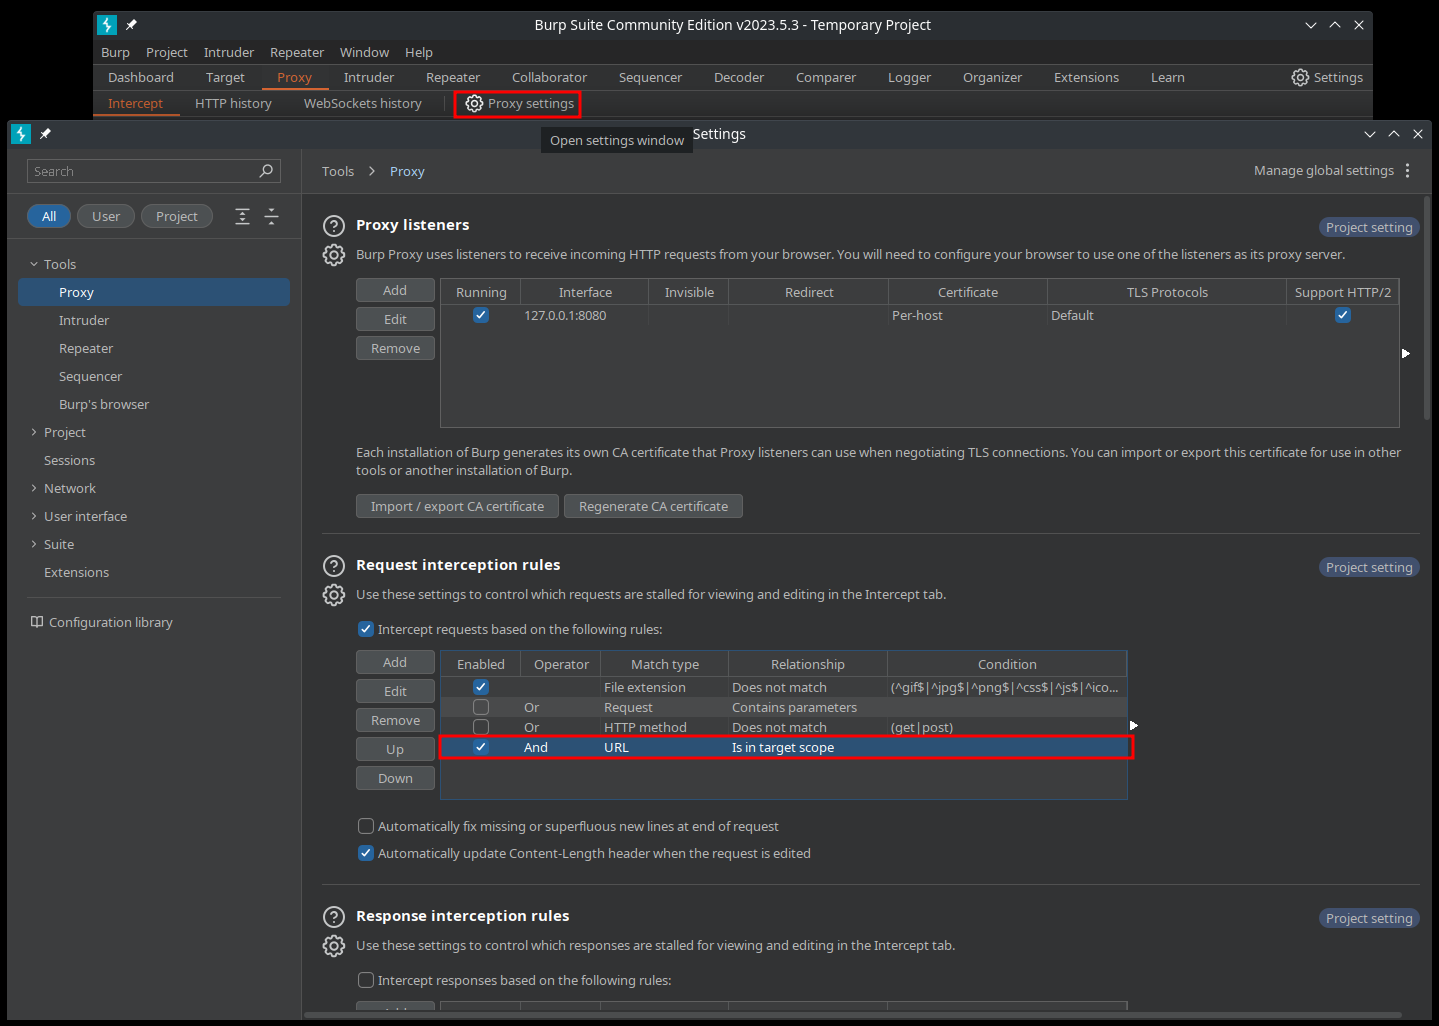 Burp Suite Community Edition v2023.5.3 - Temporary Project
Burp Project Intruder Repeater Window Help
Dashboard Target Proxy Intruder Repeater Collaborator Sequencer Decoder Comparer Logger Organizer Extensions Learn Settings
Intercept HTTP history WebSockets history Proxy settings
Settings
Open settings window
Search
Tools > Proxy
Manage global settings
All User Project
Tools
Proxy
Intruder
Repeater
Sequencer
Burp's browser
Project
Sessions
Network
User interface
Suite
Extensions
Configuration library
Proxy listeners
Project setting
Burp Proxy uses listeners to receive incoming HTTP requests from your browser. You will need to configure your browser to use one of the listeners as its proxy server.
Add
Edit
Remove
Running Interface Invisible Redirect Certificate TLS Protocols Support HTTP/2
127.0.0.1:8080 Per-host Default
Each installation of Burp generates its own CA certificate that Proxy listeners can use when negotiating TLS connections. You can import or export this certificate for use in other
tools or another installation of Burp.
Import / export CA certificate Regenerate CA certificate
Request interception rules
Project setting
Use these settings to control which requests are stalled for viewing and editing in the Intercept tab.
Intercept requests based on the following rules:
Add
Edit
Remove
Up
Down
Enabled Operator Match type Relationship Condition
File extension Does not match (^gif$|^jpg$|^png$|^css$|^js$|^ico...
Or Request Contains parameters
Or HTTP method Does not match (get|post)
And URL Is in target scope
Automatically fix missing or superfluous new lines at end of request
Automatically update Content-Length header when the request is edited
Response interception rules
Project setting
Use these settings to control which responses are stalled for viewing and editing in the Intercept tab.
Intercept responses based on the following rules: